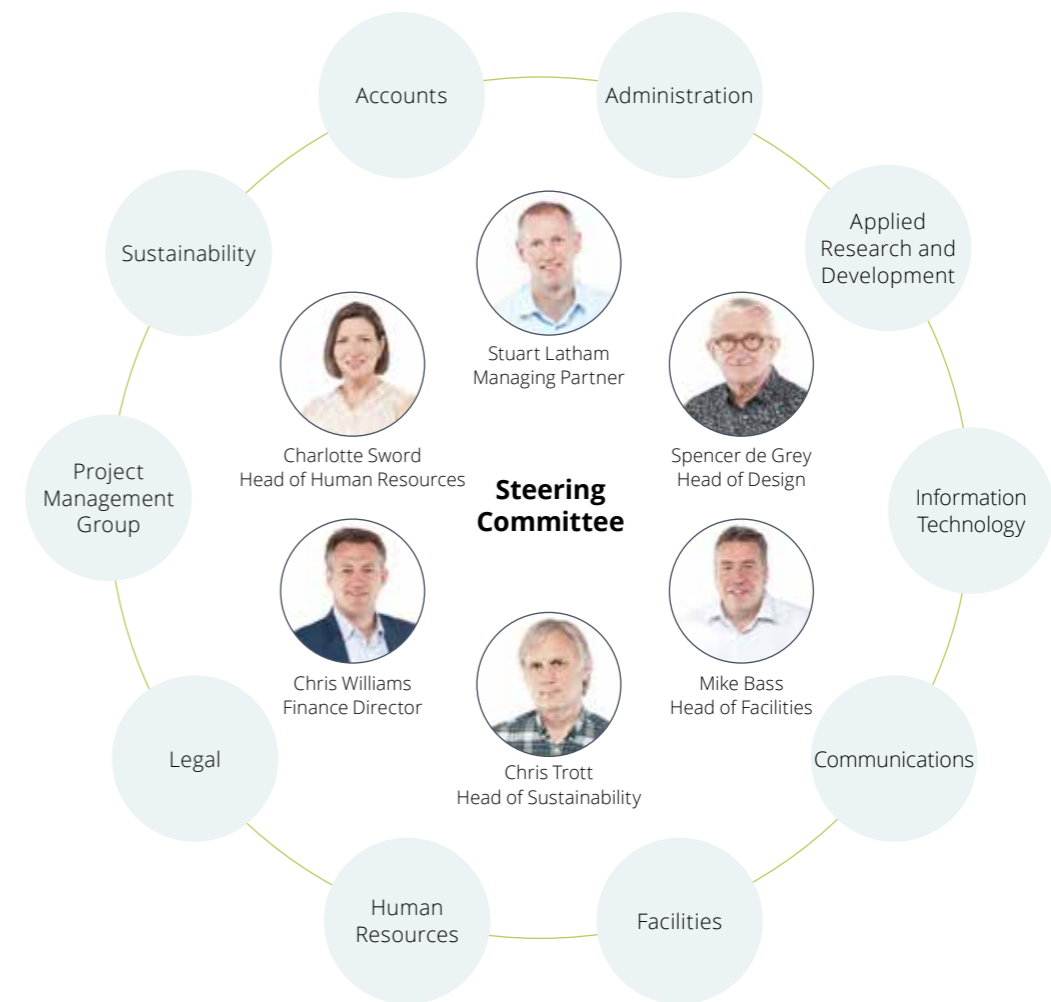 Accounts
Administration
Sustainability
Applied
Research and
Development
Stuart Latham
Managing Partner
Charlotte Sword
Head of Human Resources
Spencer de Grey
Head of Design
Project
Management
Group
Steering
Committee
Information
Technology
Chris Williams
Finance Director
Mike Bass
Head of Facilities
Legal
Chris Trott
Head of Sustainability
Communications
Human
Resources
Facilities